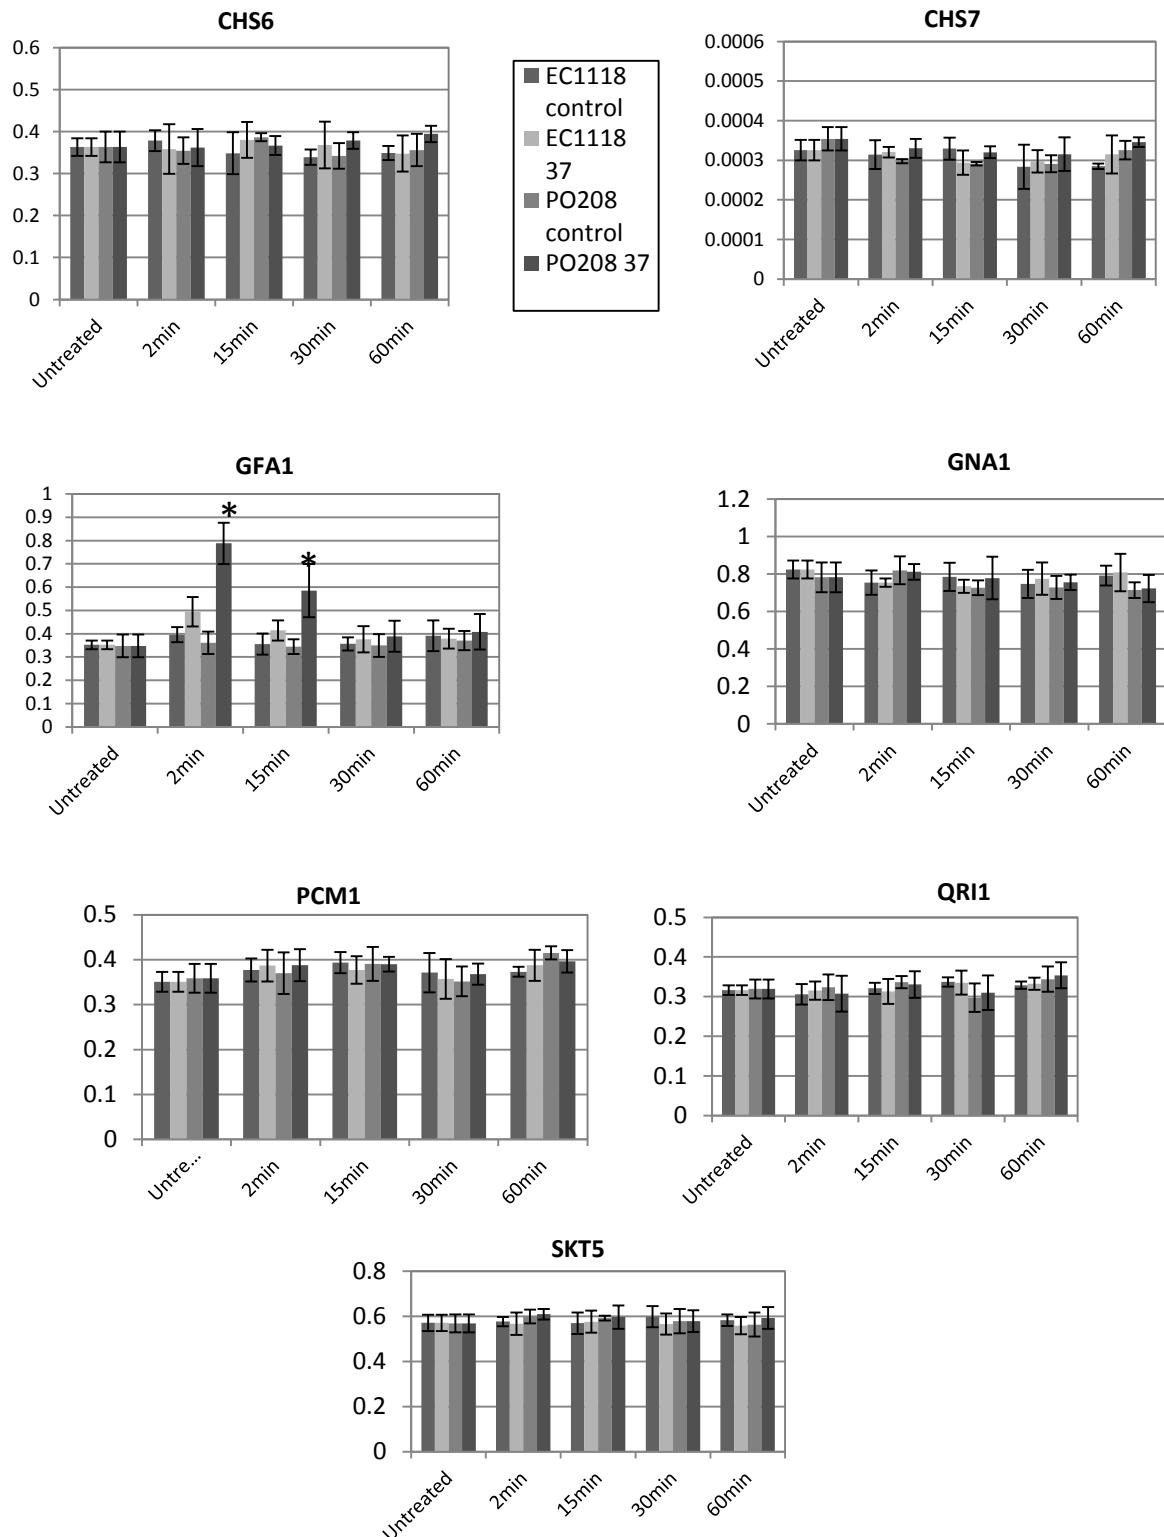 CHS6
0.6
0.5
0.4
0.3
0.2
0.1
0
Untreated
2min
15min
30min
60min
EC1118
control
EC1118
37
PO208
control
PO208 37
CHS7
0.0006
0.0005
0.0004
0.0003
0.0002
0.0001
0
Untreated
2min
15min
30min
60min
GFA1
1
0.9
0.8
0.7
0.6
0.5
0.4
0.3
0.2
0.1
0
*
*
Untreated
2min
15min
30min
60min
GNA1
1.2
1
0.8
0.6
0.4
0.2
0
Untreated
2min
15min
30min
60min
PCM1
0.5
0.4
0.3
0.2
0.1
0
Untre...
2min
15min
30min
60min
QRI1
0.5
0.4
0.3
0.2
0.1
0
Untreated
2min
15min
30min
60min
SKT5
0.8
0.6
0.4
0.2
0
Untreated
2min
15min
30min
60min